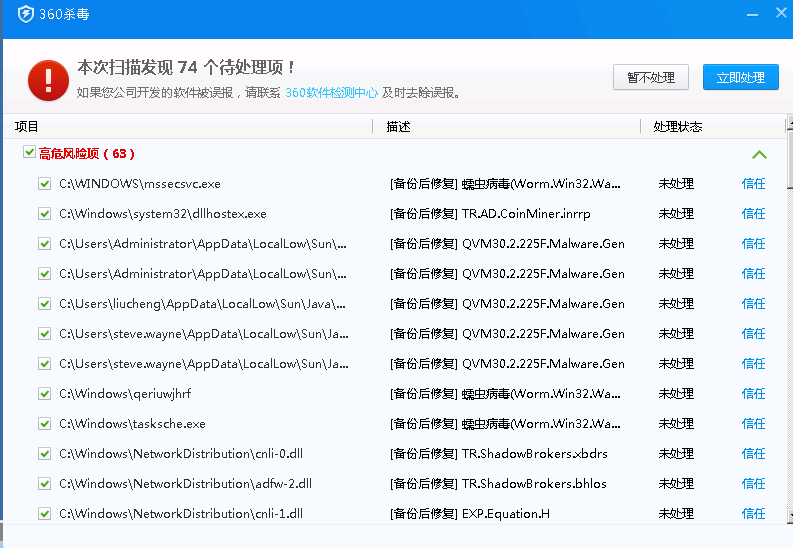 360杀毒
本次扫描发现 74 个待处理项！
如果您公司开发的软件被误报，请联系 360软件检测中心 及时去除误报。
暂不处理 立即处理
项目 描述 处理状态
高危风险项（63）
C:\WINDOWS\mssecsvc.exe [备份后修复] 蠕虫病毒(Worm.Win32.Wa... 未处理 信任
C:\Windows\system32\dllhostex.exe [备份后修复] TR.AD.CoinMiner.inrrp 未处理 信任
C:\Users\Administrator\AppData\LocalLow\Sun\... [备份后修复] QVM30.2.225F.Malware.Gen 未处理 信任
C:\Users\Administrator\AppData\LocalLow\Sun\... [备份后修复] QVM30.2.225F.Malware.Gen 未处理 信任
C:\Users\liucheng\AppData\LocalLow\Sun\Java\... [备份后修复] QVM30.2.225F.Malware.Gen 未处理 信任
C:\Users\steve.wayne\AppData\LocalLow\Sun\Ja... [备份后修复] QVM30.2.225F.Malware.Gen 未处理 信任
C:\Users\steve.wayne\AppData\LocalLow\Sun\Ja... [备份后修复] QVM30.2.225F.Malware.Gen 未处理 信任
C:\Windows\qeriuwjhrf [备份后修复] 蠕虫病毒(Worm.Win32.Wa... 未处理 信任
C:\Windows\tasksche.exe [备份后修复] 蠕虫病毒(Worm.Win32.Wa... 未处理 信任
C:\Windows\NetworkDistribution\cnli-0.dll [备份后修复] TR.ShadowBrokers.xbdrs 未处理 信任
C:\Windows\NetworkDistribution\adfw-2.dll [备份后修复] TR.ShadowBrokers.bhlos 未处理 信任
C:\Windows\NetworkDistribution\cnli-1.dll [备份后修复] EXP.Equation.H 未处理 信任